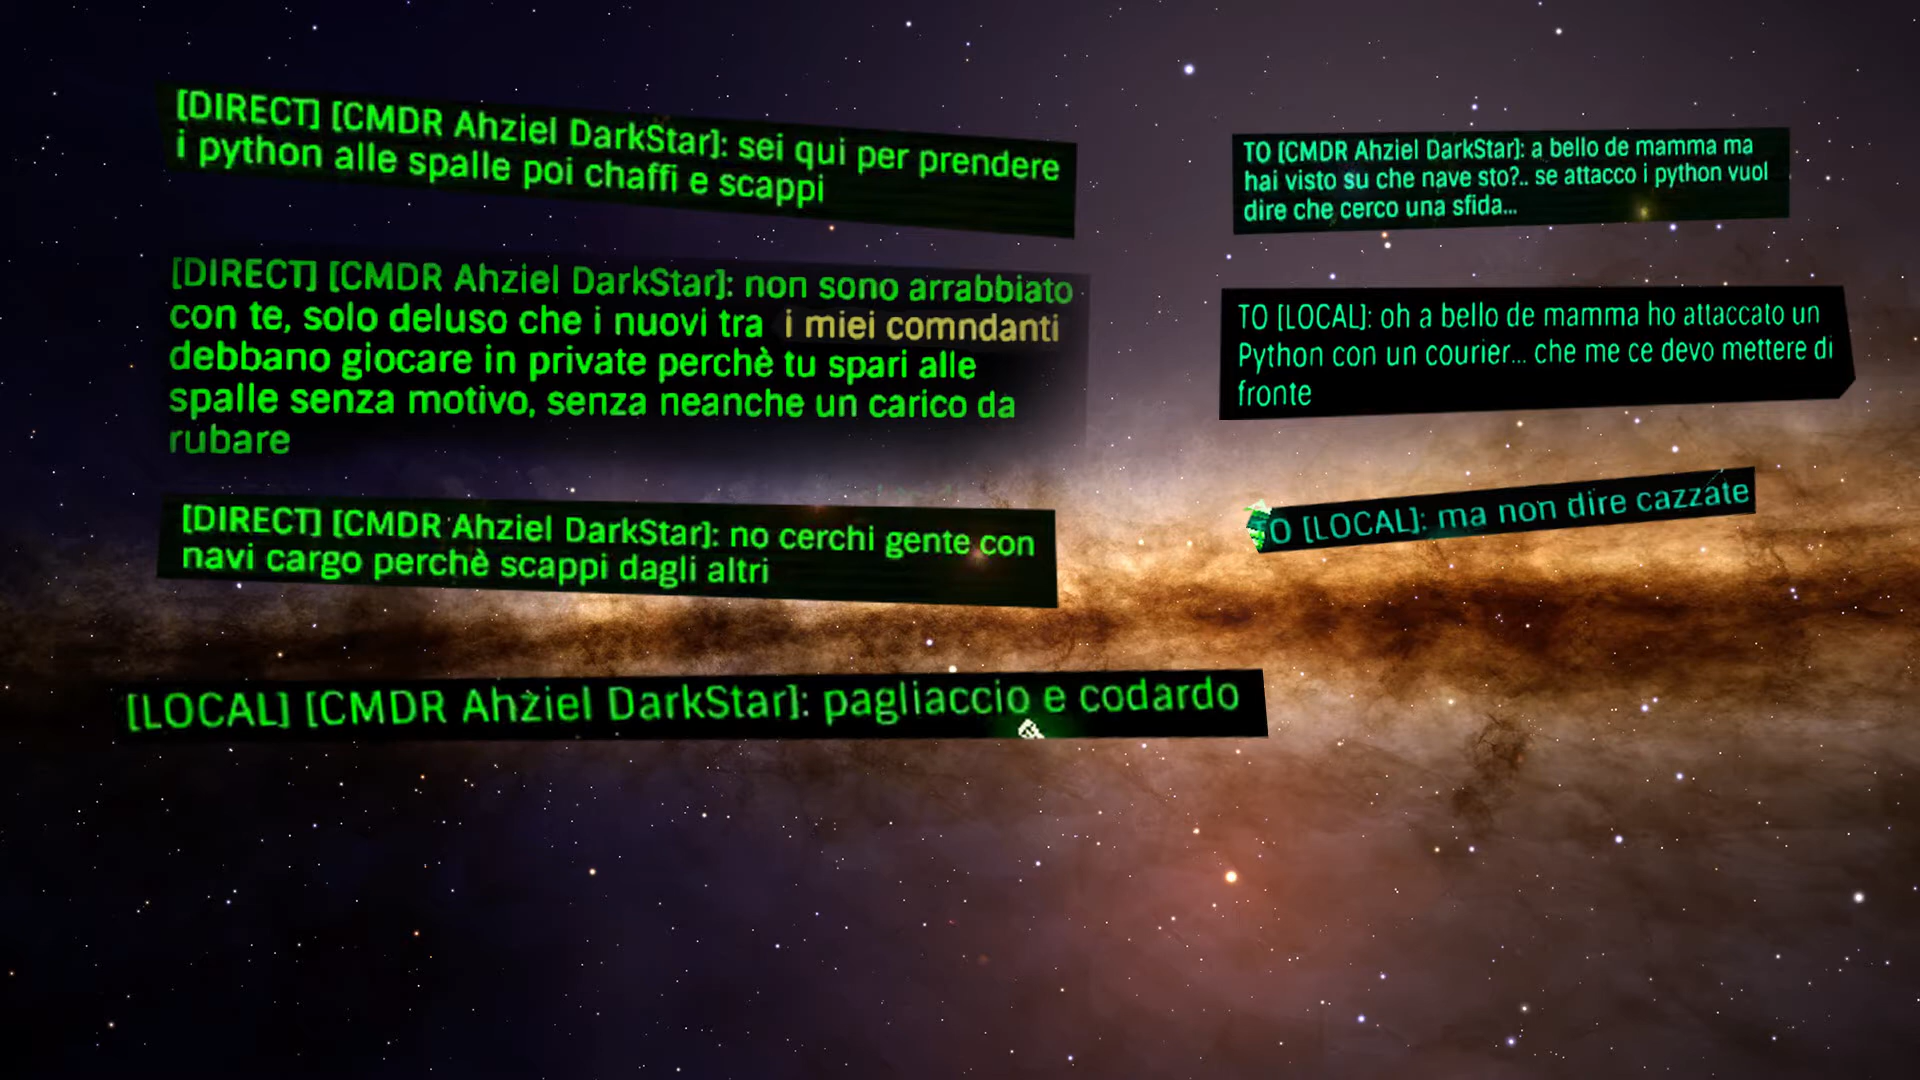 [DIRECT] [CMDR Ahziel DarkStar]: sei qui per prendere
i python alle spalle poi chaffi e scappi
TO [CMDR Ahziel DarkStar]: a bello de mamma ma
hai visto su che nave sto?.. se attacco i python vuol
dire che cerco una sfida...
[DIRECT] [CMDR Ahziel DarkStar]: non sono arrabbiato
con te, solo deluso che i nuovi tra i miei comndanti
debbano giocare in private perchè tu spari alle
spalle senza motivo, senza neanche un carico da
rubare
TO [LOCAL]: oh a bello de mamma ho attaccato un
Python con un courier... che me ce devo mettere di
fronte
[DIRECT] [CMDR Ahziel DarkStar]: no cerchi gente con
navi cargo perchè scappi dagli altri
TO [LOCAL]: ma non dire cazzate
[LOCAL] [CMDR Ahziel DarkStar]: pagliaccio e codardo